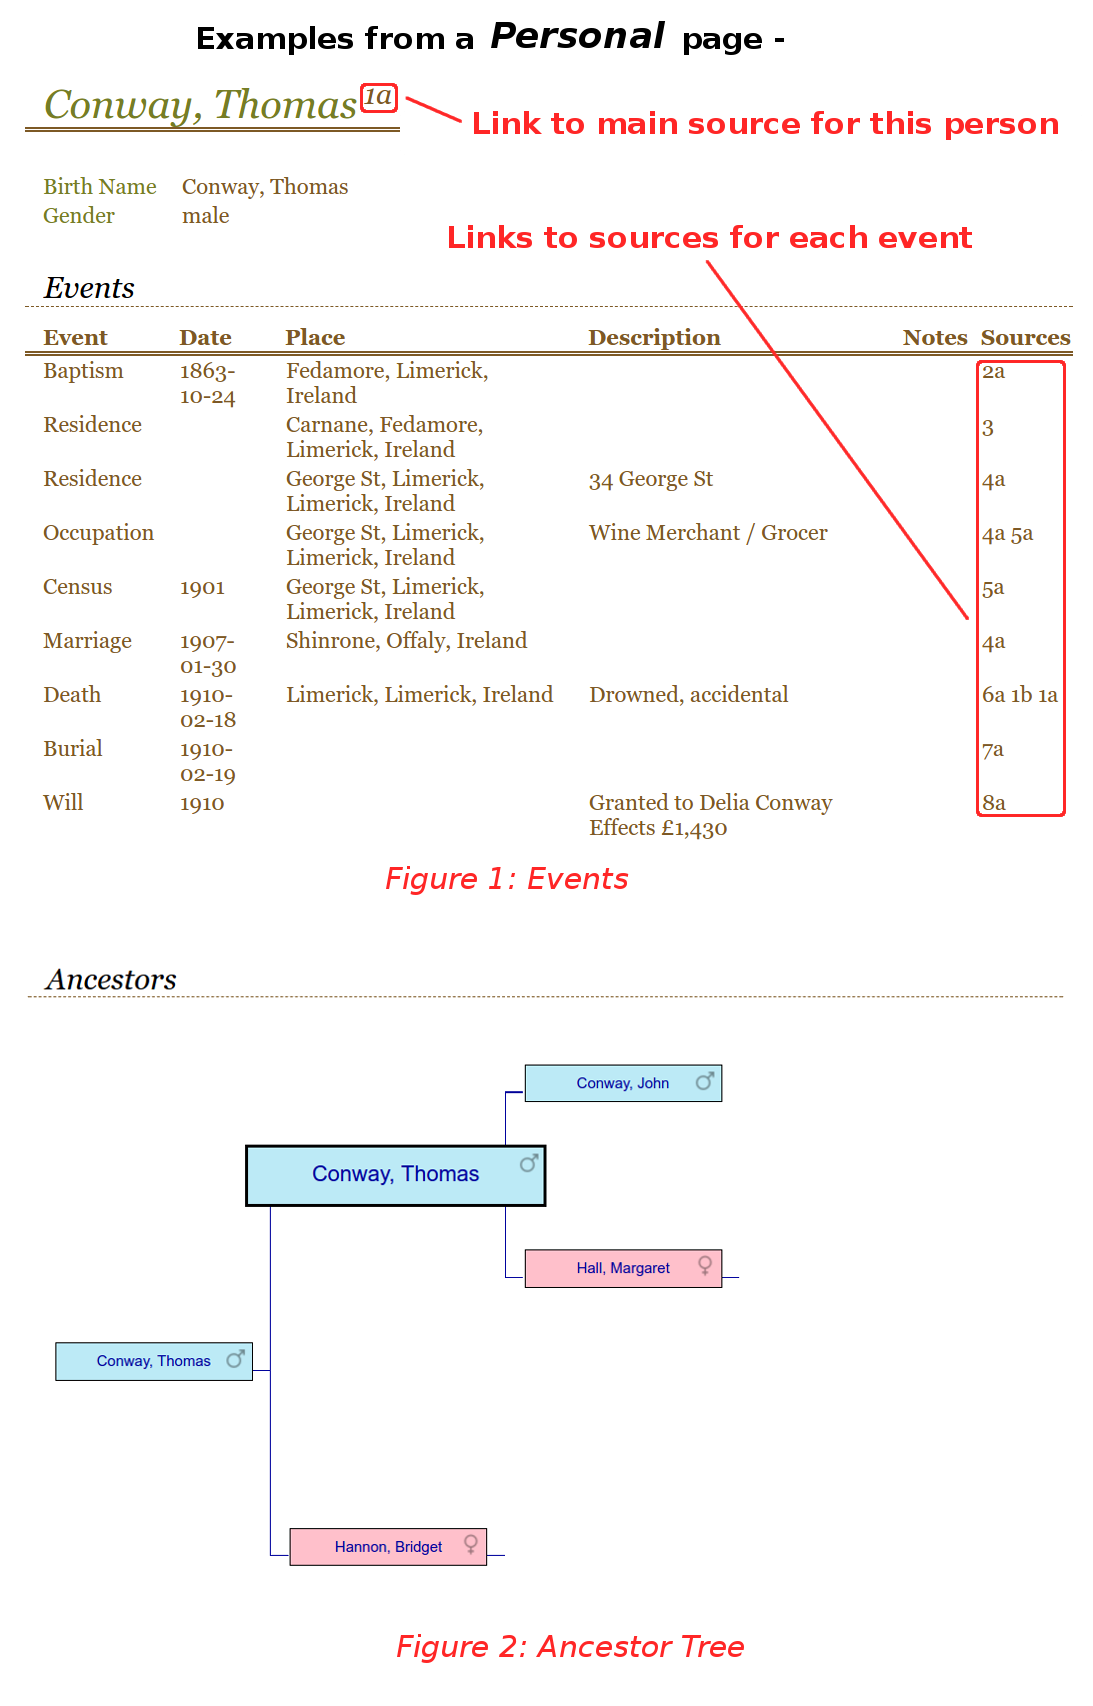 Examples from a Personal page -
Conway, Thomas 1a
Link to main source for this person
Birth Name Conway, Thomas
Gender male
Links to sources for each event
Events
Event Date Place Description Notes Sources
Baptism 1863- Fedamore, Limerick, 2a
10-24 Ireland
Residence Carnane, Fedamore, 3
Limerick, Ireland
Residence George St, Limerick, 34 George St 4a
Limerick, Ireland
Occupation George St, Limerick, Wine Merchant / Grocer 4a 5a
Limerick, Ireland
Census 1901 George St, Limerick, 5a
Limerick, Ireland
Marriage 1907- Shinrone, Offaly, Ireland 4a
01-30
Death 1910- Limerick, Limerick, Ireland Drowned, accidental 6a 1b 1a
02-18
Burial 1910- 7a
02-19
Will 1910 Granted to Delia Conway 8a
Effects £1,430
Figure 1: Events
Ancestors
Conway, John
Conway, Thomas
Hall, Margaret
Conway, Thomas
Hannon, Bridget
Figure 2: Ancestor Tree